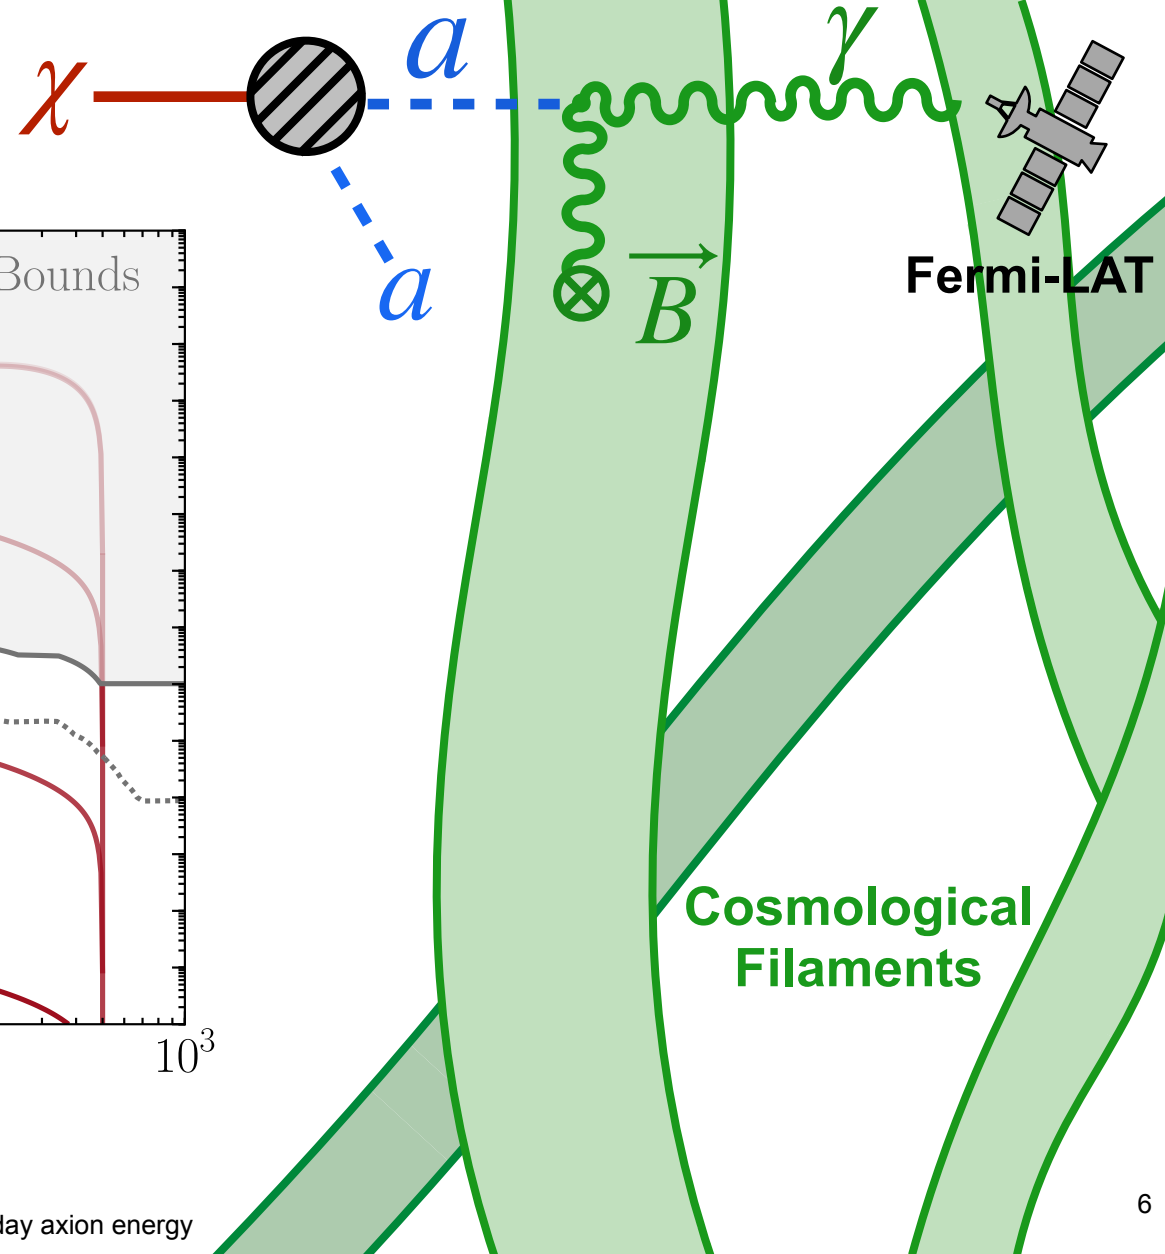 χ
a
γ
a
B
Fermi-LAT
Bounds
Cosmological
Filaments
10³
day axion energy
6